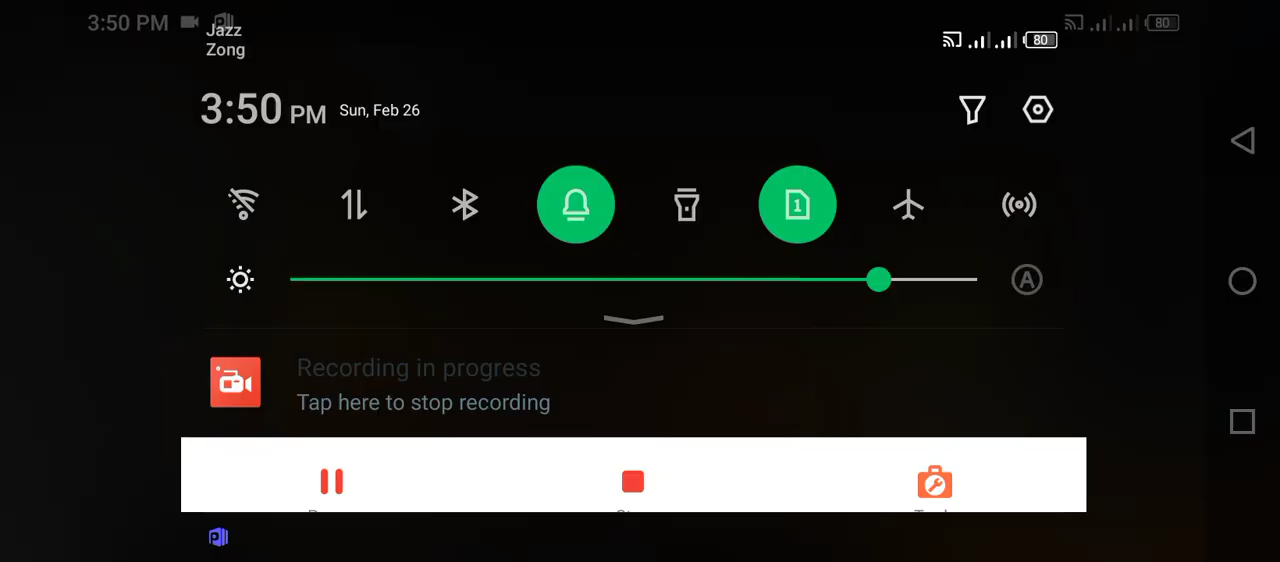 3:50 PM
80
Jazz
Zong
80
3:50 PM Sun, Feb 26
1
A
Recording in progress
Tap here to stop recording